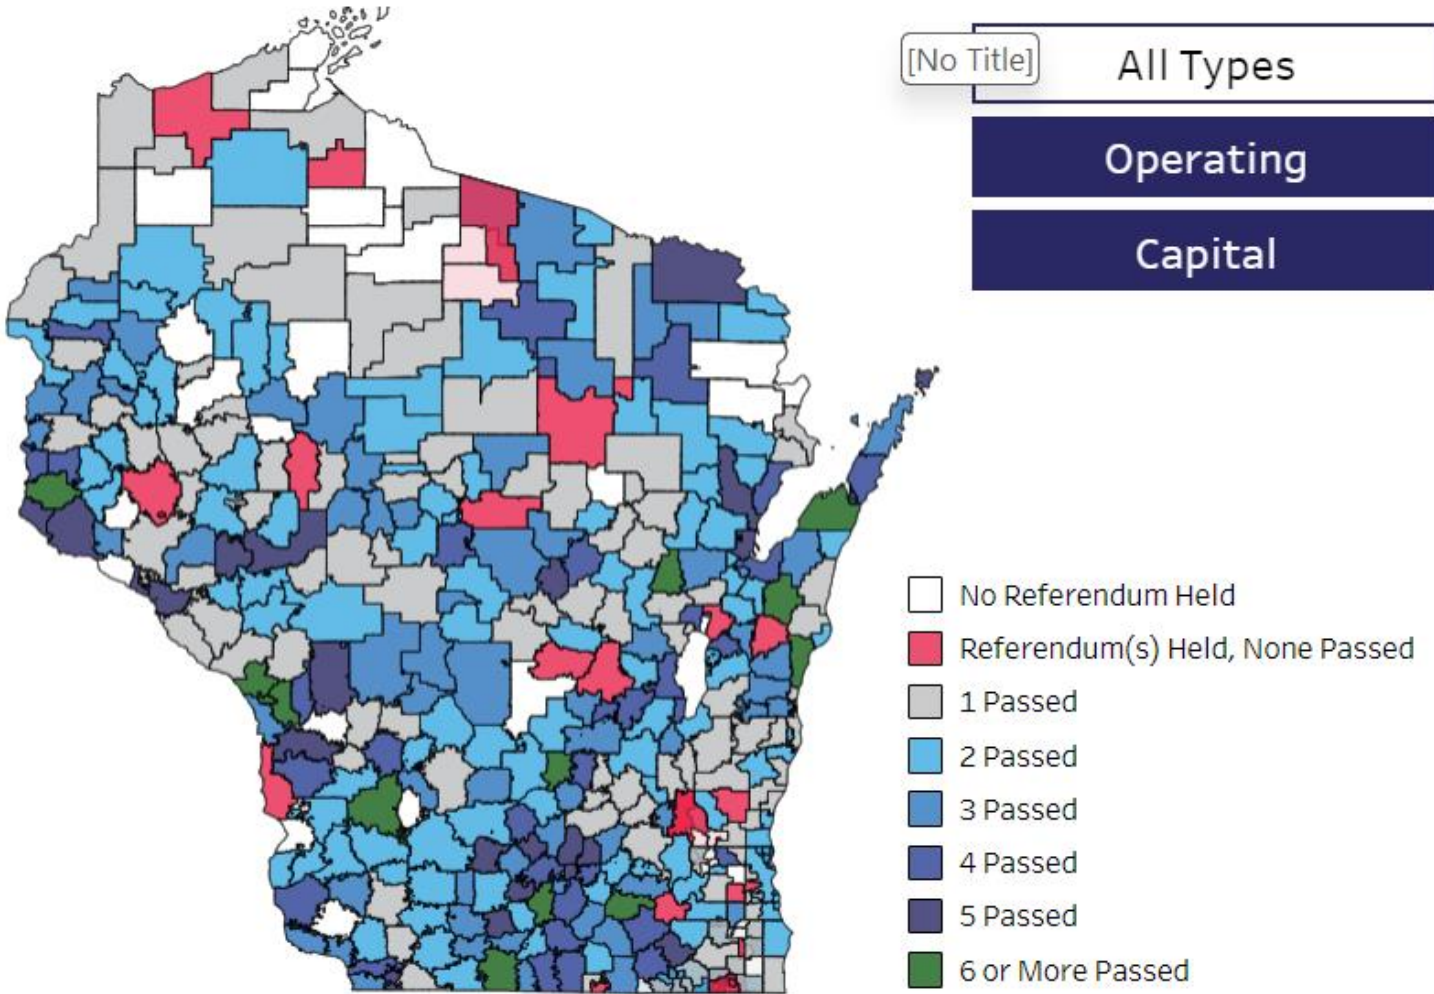 [No Title]
All Types
Operating
Capital
No Referendum Held
Referendum(s) Held, None Passed
1 Passed
2 Passed
3 Passed
4 Passed
5 Passed
6 or More Passed